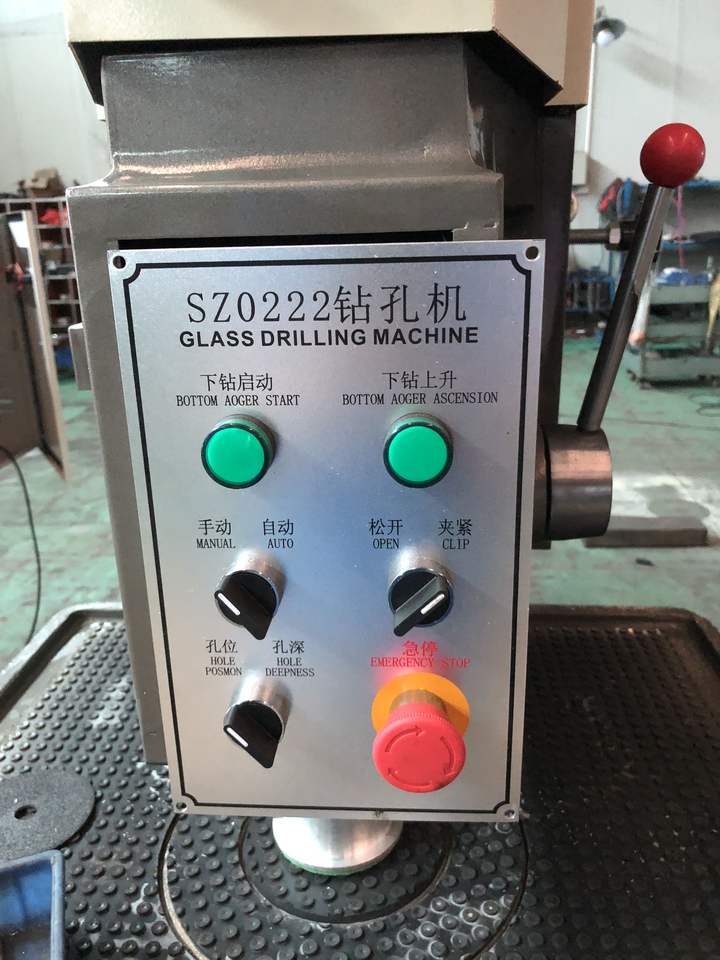 SZ0222钻孔机
GLASS DRILLING MACHINE
下钻启动
BOTTOM AOGER START
下钻上升
BOTTOM AOGER ASCENSION
手动
MANUAL
自动
AUTO
松开
OPEN
夹紧
CLIP
孔位
HOLE
POSMON
孔深
HOLE
DEEPNESS
急停
EMERGENCY STOP